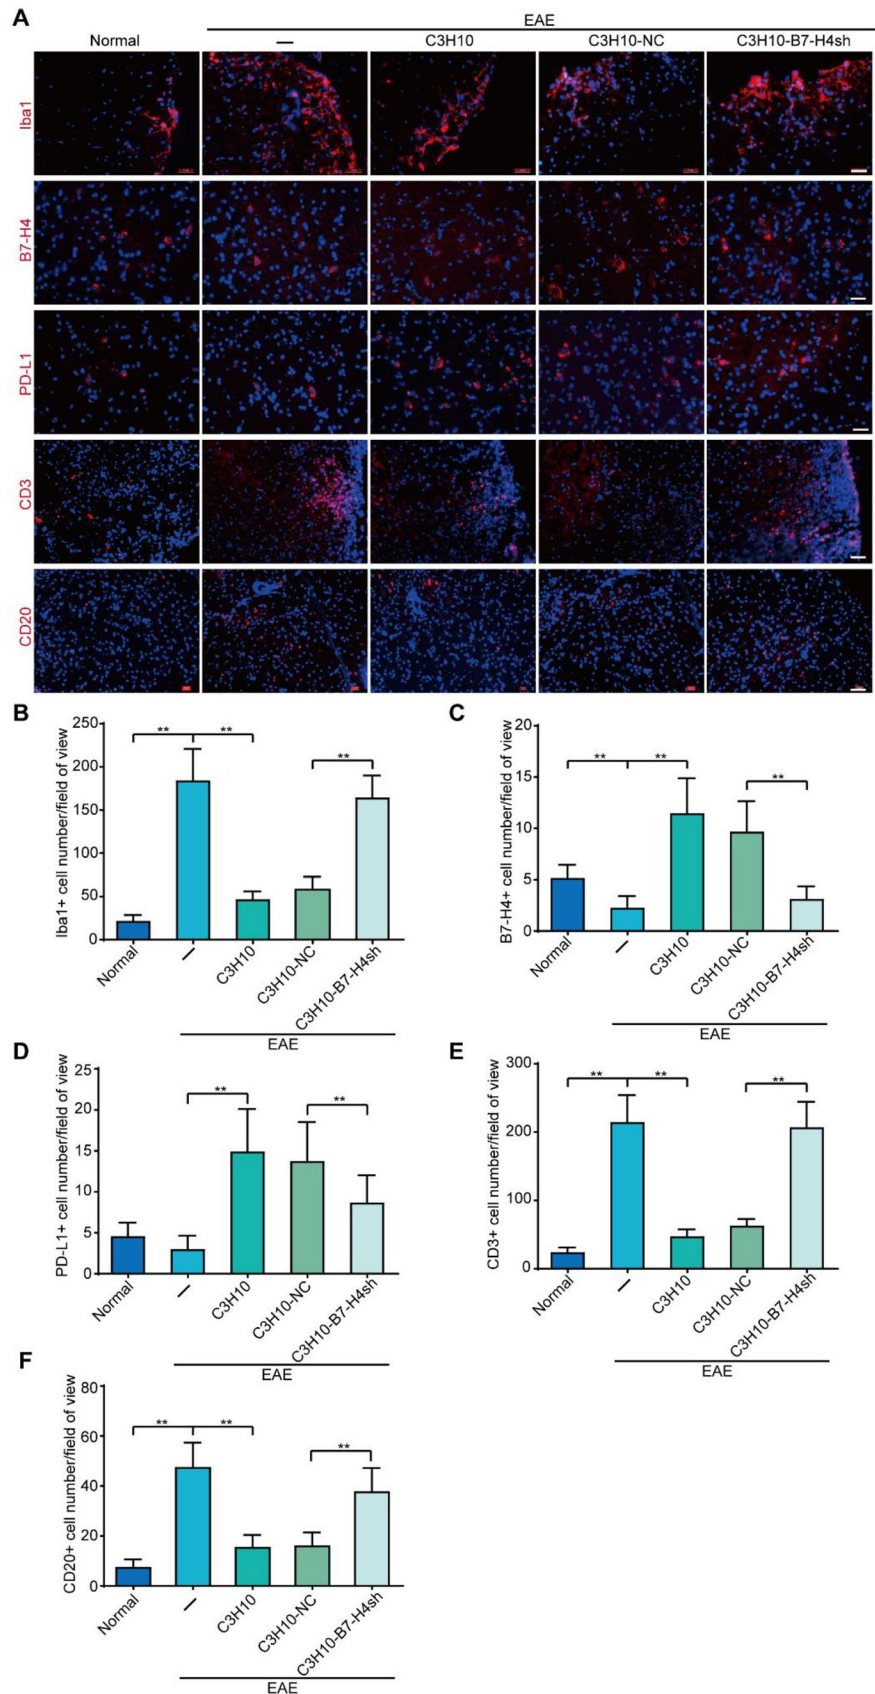 A
EAE
Normal — C3H10 C3H10-NC C3H10-B7-H4sh
Iba1
B7-H4
PD-L1
CD3
CD20
B
Iba1+ cell number/field of view
250
200
150
100
50
0
** ** **
Normal — C3H10 C3H10-NC C3H10-B7-H4sh
EAE
C
B7-H4+ cell number/field of view
20
15
10
5
0
** ** **
Normal — C3H10 C3H10-NC C3H10-B7-H4sh
EAE
D
PD-L1+ cell number/field of view
25
20
15
10
5
0
** **
Normal — C3H10 C3H10-NC C3H10-B7-H4sh
EAE
E
CD3+ cell number/field of view
300
200
100
0
** ** **
Normal — C3H10 C3H10-NC C3H10-B7-H4sh
EAE
F
CD20+ cell number/field of view
80
60
40
20
0
** ** **
Normal — C3H10 C3H10-NC C3H10-B7-H4sh
EAE